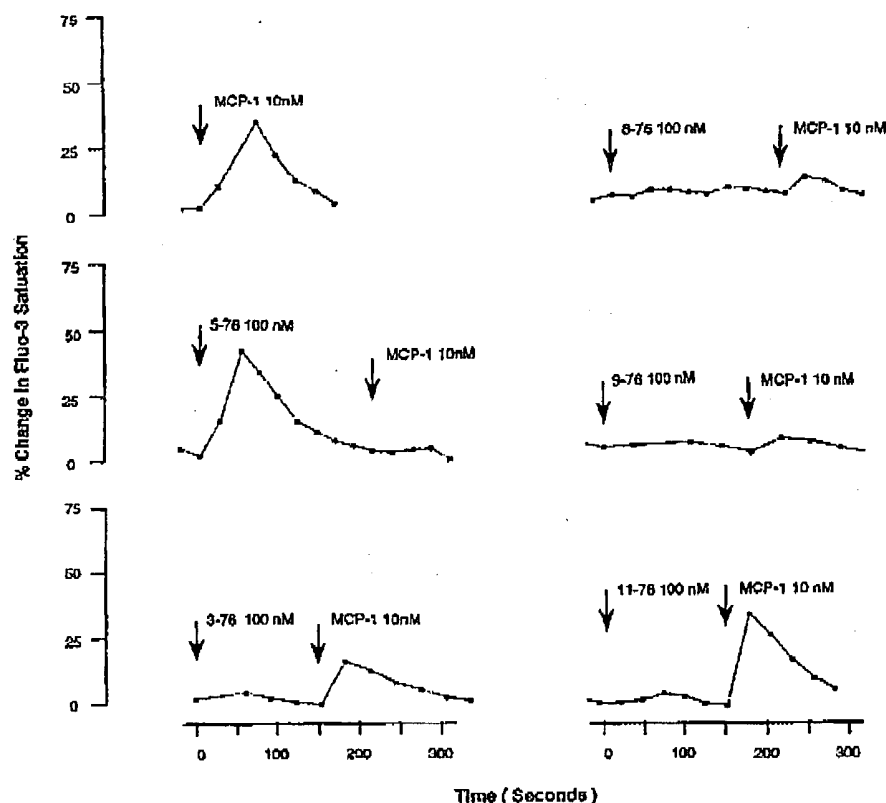 % Change In Fluo-3 Satuation
75
50
25
0
MCP-1 10nM
8-76 100 nM
MCP-1 10 nM
75
50
25
0
5-76 100 nM
MCP-1 10nM
9-76 100 nM
MCP-1 10 nM
75
50
25
0
3-76 100 nM
MCP-1 10nM
11-76 100 nM
MCP-1 10 nM
0 100 200 300
0 100 200 300
Time ( Seconds )